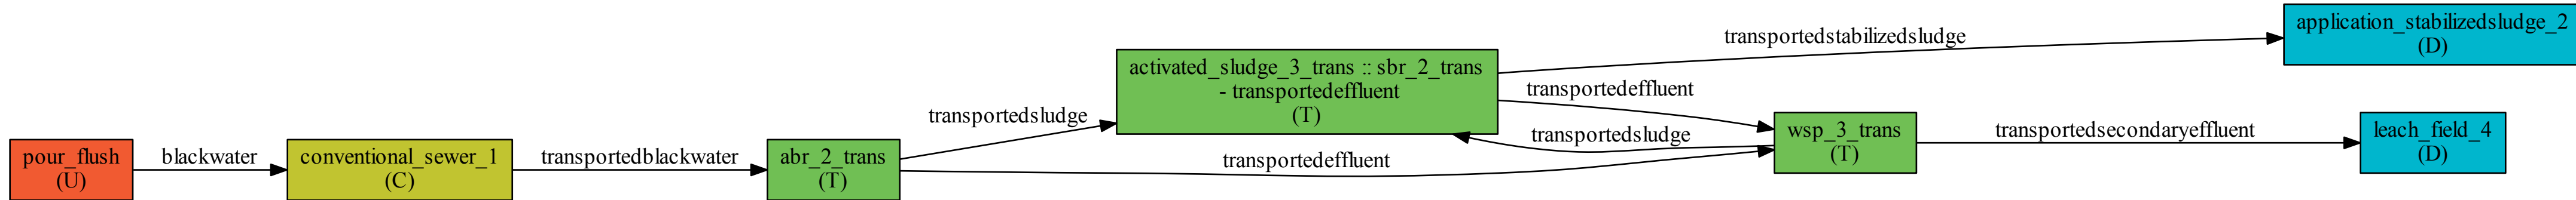 pour_flush
(U)
blackwater
conventional_sewer_1
(C)
transportedblackwater
abr_2_trans
(T)
transportedsludge
transportedeffluent
activated_sludge_3_trans :: sbr_2_trans
- transportedeffluent
(T)
transportedstabilizedsludge
transportedeffluent
transportedsludge
wsp_3_trans
(T)
transportedsecondaryeffluent
application_stabilizedsludge_2
(D)
leach_field_4
(D)